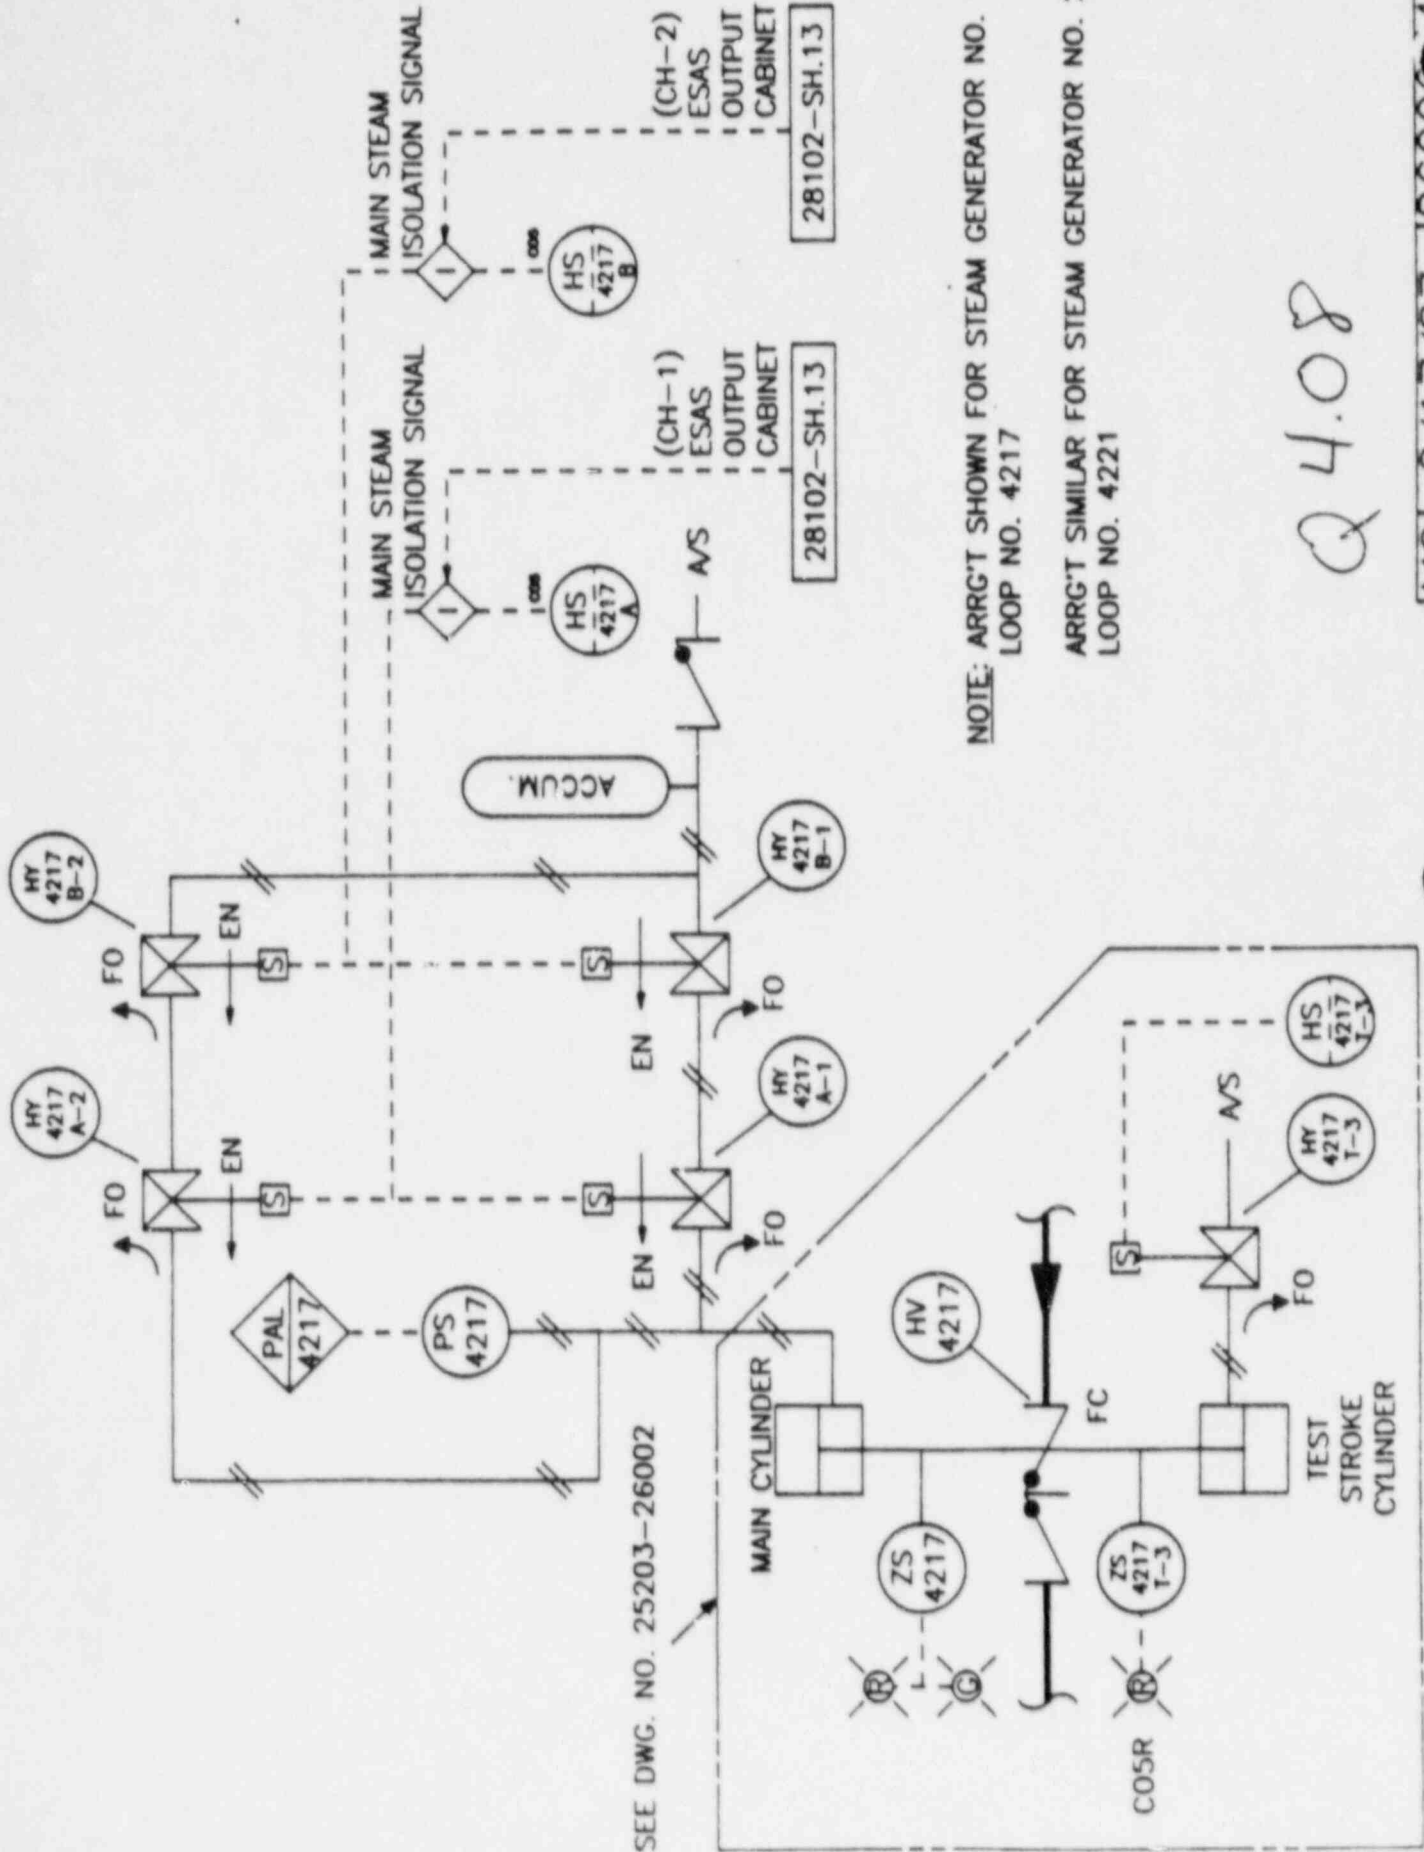 MAIN STEAM
ISOLATION SIGNAL
(CH-2)
ESAS
OUTPUT
CABINET
28102-SH.13
HS
4217
B
I
MAIN STEAM
ISOLATION SIGNAL
(CH-1)
ESAS
OUTPUT
CABINET
28102-SH.13
HS
4217
A
I
A/S
ACCUM.
HY
4217
B-2
FO
EN
S
HY
4217
A-2
FO
EN
S
S
EN
FO
HY
4217
B-1
S
EN
FO
HY
4217
A-1
PAL
4217
PS
4217
SEE DWG. NO. 25203-26002
MAIN CYLINDER
HV
4217
FC
ZS
4217
R
G
ZS
4217
T-3
R
CO5R
TEST
STROKE
CYLINDER
S
FO
A/S
HY
4217
T-3
HS
4217
T-3
NOTE: ARRG'T SHOWN FOR STEAM GENERATOR NO.
LOOP NO. 4217
ARRG'T SIMILAR FOR STEAM GENERATOR NO.
LOOP NO. 4221
Q 4.08